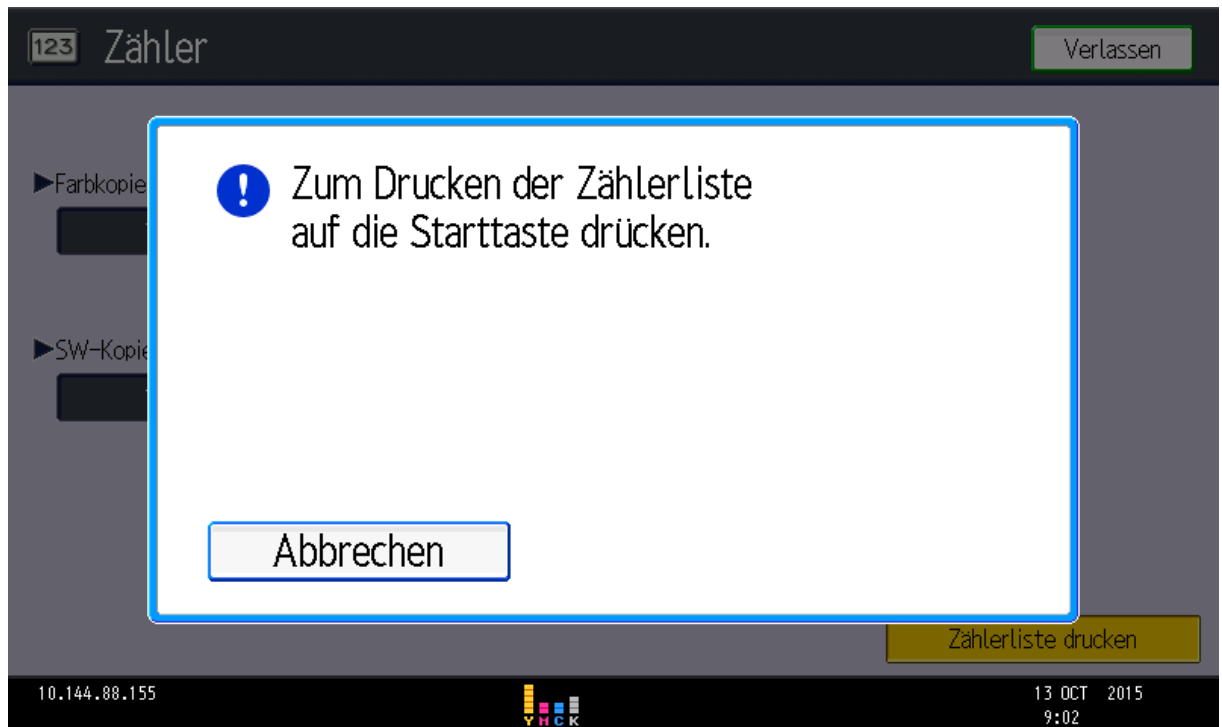 123 Zähler
Verlassen
Zum Drucken der Zählerliste
auf die Starttaste drücken.
►Farbkopie
►SW-Kopie
Abbrechen
Zählerliste drucken
10.144.88.155
Y M C K
13 OCT 2015
9:02